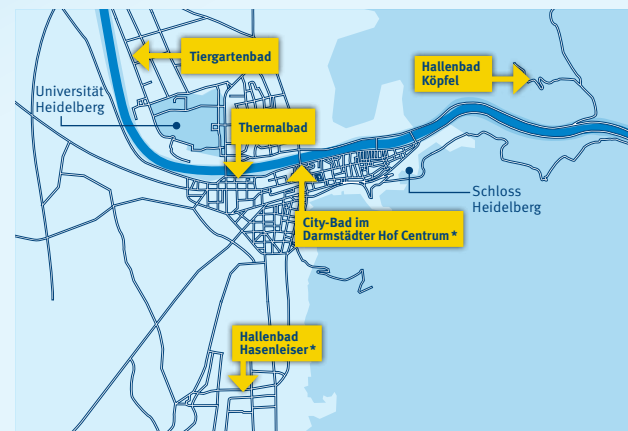 Tiergartenbad
Hallenbad
Köpfel
Universität
Heidelberg
Thermalbad
Schloss
Heidelberg
City-Bad im
Darmstädter Hof Centrum*
Hallenbad
Hasenleiser*